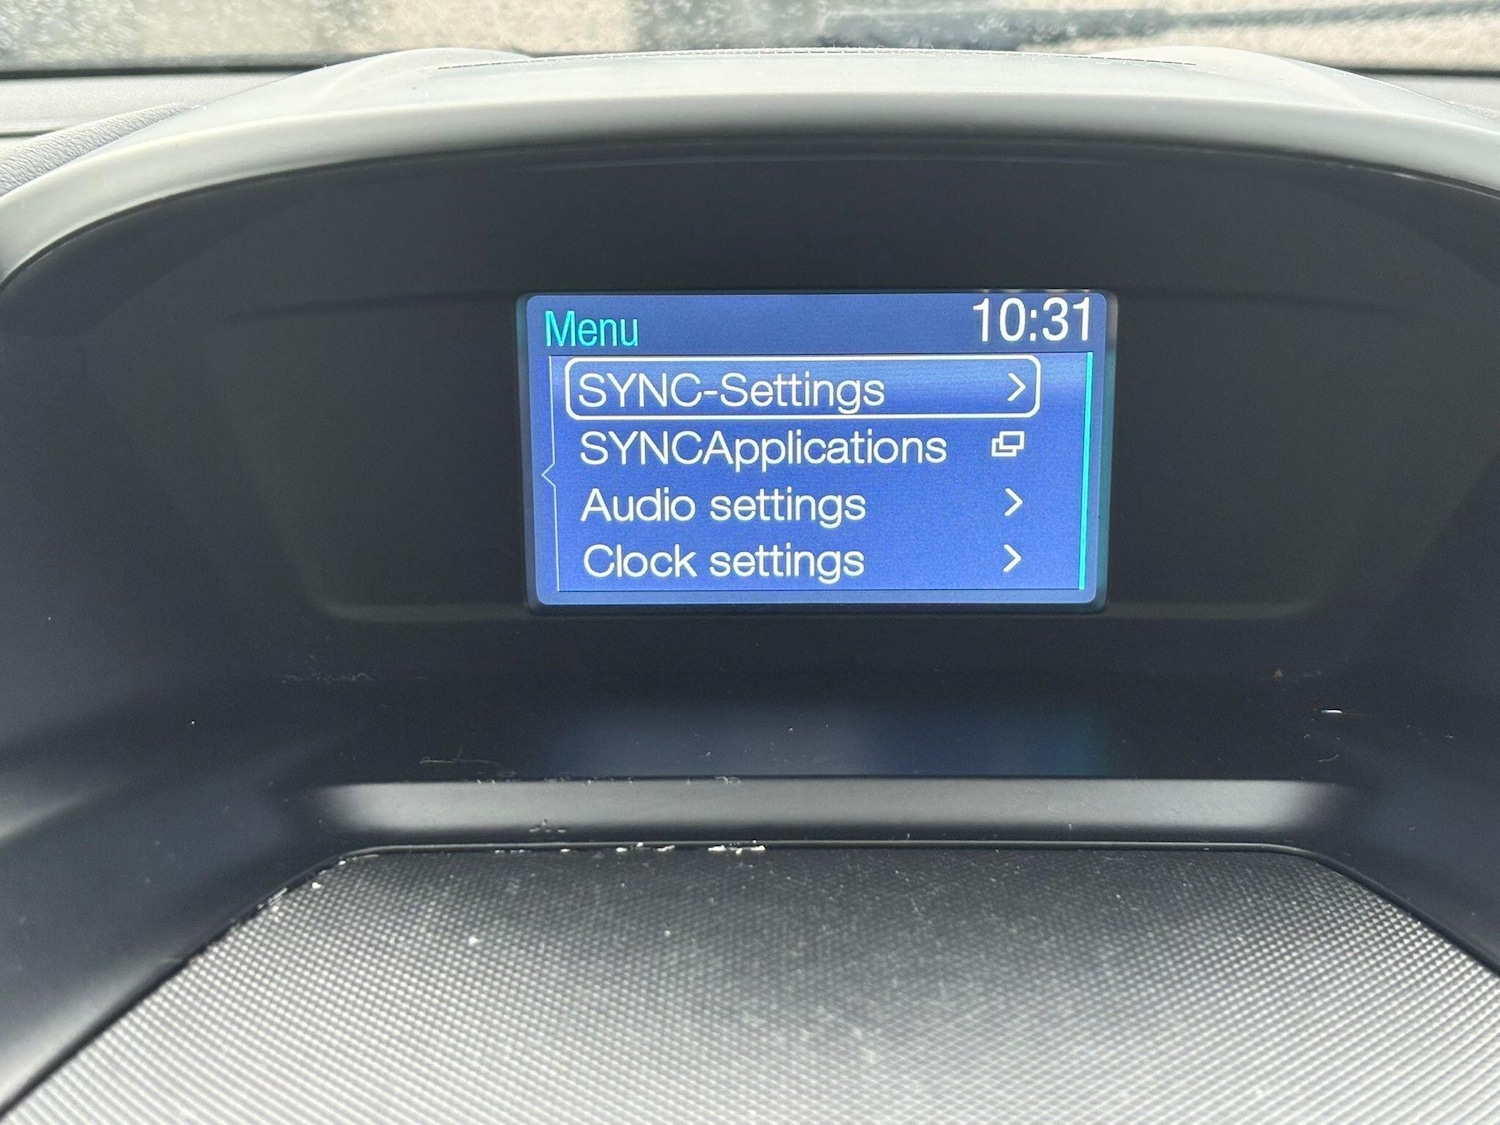 Menu 10:31
SYNC-Settings
SYNCApplications
Audio settings
Clock settings